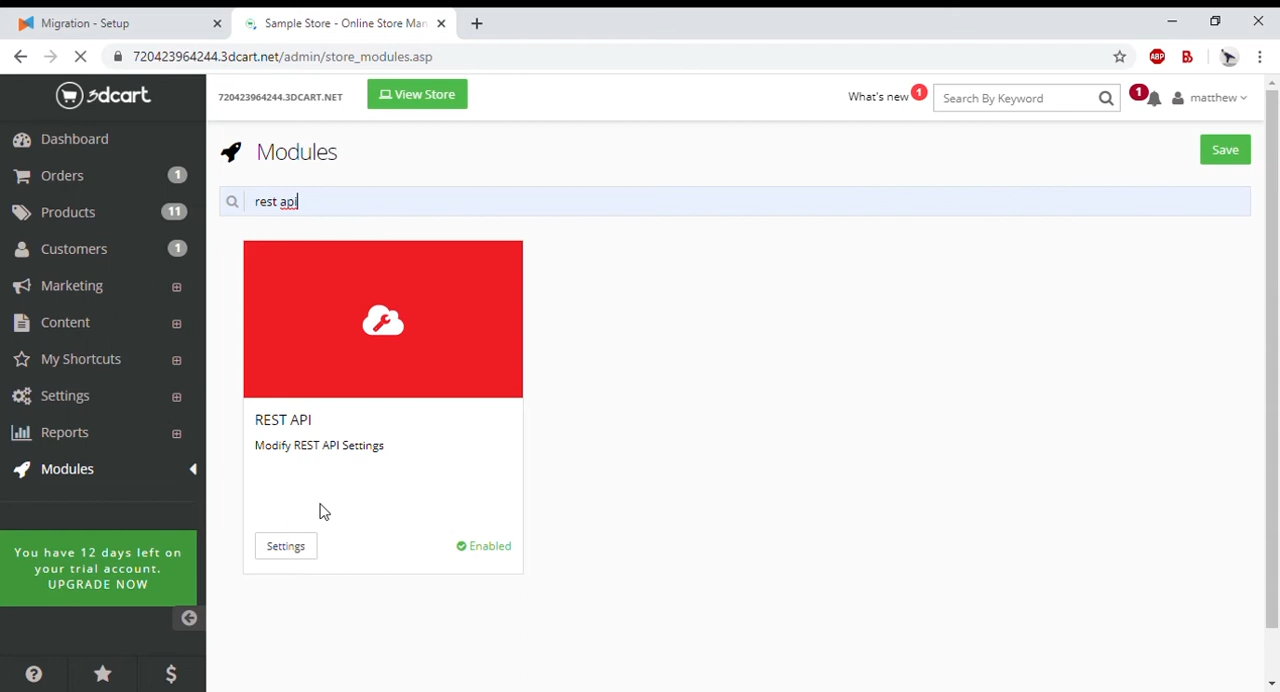 Migration - Setup
Sample Store - Online Store Man
720423964244.3dcart.net/admin/store_modules.asp
ABP
B
3dcart
720423964244.3DCART.NET
View Store
What's new 1
Search By Keyword
1
matthew
Dashboard
Orders 1
Products 11
Customers 1
Marketing
Content
My Shortcuts
Settings
Reports
Modules
You have 12 days left on
your trial account.
UPGRADE NOW
Modules
Save
rest api
REST API
Modify REST API Settings
Settings
Enabled